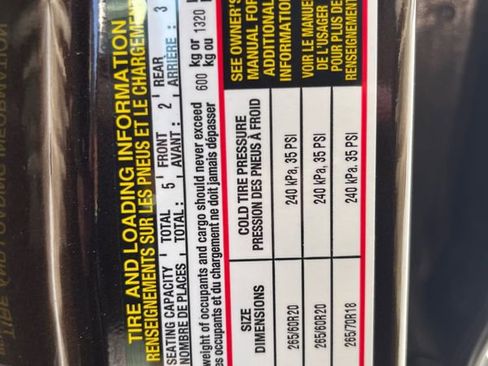 TIRE AND LOADING INFORMATION
RENSEIGNEMENTS SUR LES PNEUS ET LE CHARGEMENT
SEATING CAPACITY TOTAL 5 FRONT 2 REAR 3
NOMBRE DE PLACES TOTAL : AVANT : ARRIÈRE :
weight of occupants and cargo should never exceed 600 kg or 1320
es occupants et du chargement ne doit jamais dépasser kg ou
SIZE
DIMENSIONS
COLD TIRE PRESSURE
PRESSION DES PNEUS À FROID
265/60R20 240 kPa, 35 PSI
265/60R20 240 kPa, 35 PSI
265/70R18 240 kPa, 35 PSI
SEE OWNER'S
MANUAL FOR
ADDITIONAL
INFORMATION
VOIR LE MANUE
DE L'USAGER
POUR PLUS DE
RENSEIGNEMEN